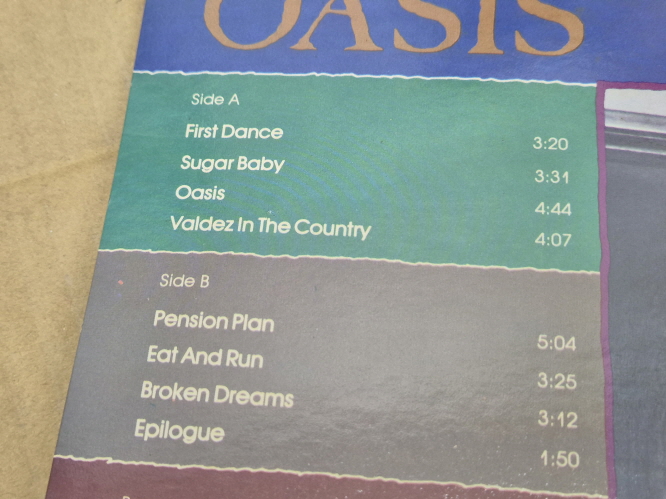 OASIS
Side A
First Dance 3:20
Sugar Baby 3:31
Oasis 4:44
Valdez In The Country 4:07
Side B
Pension Plan 5:04
Eat And Run 3:25
Broken Dreams 3:12
Epilogue 1:50